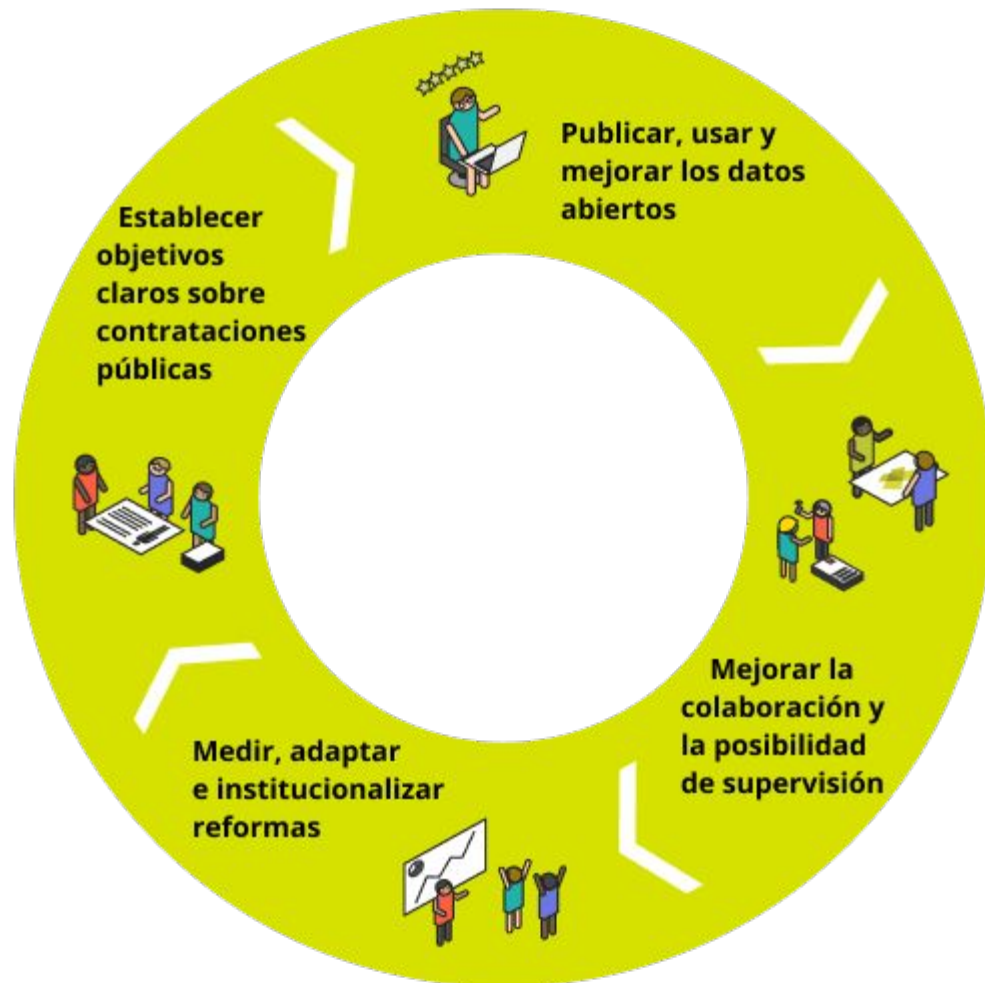 Publicar, usar y
mejorar los datos
abiertos
Establecer
objetivos
claros sobre
contrataciones
públicas
Mejorar la
colaboración y
la posibilidad
de supervisión
Medir, adaptar
e institucionalizar
reformas